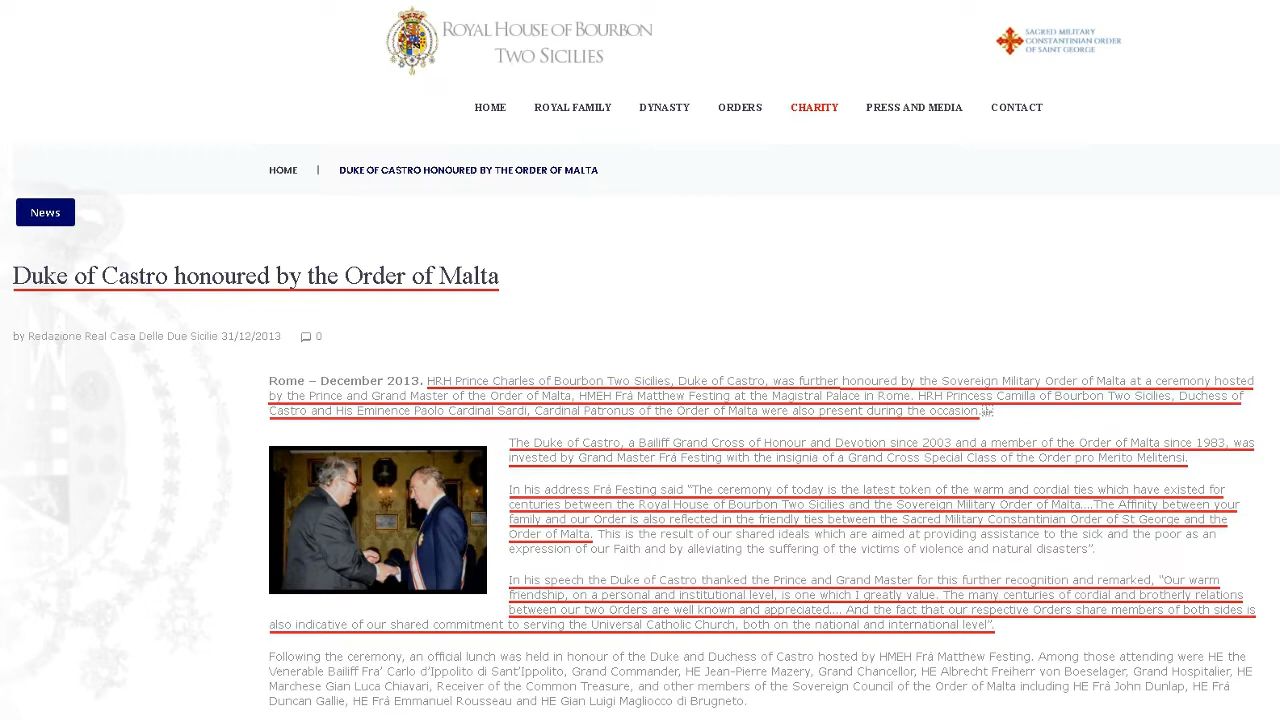 ROYAL HOUSE OF BOURBON
TWO SICILIES
SACRED MILITARY
CONSTANTINIAN ORDER
OF SAINT GEORGE
HOME ROYAL FAMILY DYNASTY ORDERS CHARITY PRESS AND MEDIA CONTACT
HOME | DUKE OF CASTRO HONOURED BY THE ORDER OF MALTA
News
Duke of Castro honoured by the Order of Malta
by Redazione Real Casa Delle Due Sicilie 31/12/2013 0
Rome – December 2013. HRH Prince Charles of Bourbon Two Sicilies, Duke of Castro, was further honoured by the Sovereign Military Order of Malta at a ceremony hosted
by the Prince and Grand Master of the Order of Malta, HMEH Frá Matthew Festing at the Magistral Palace in Rome. HRH Princess Camilla of Bourbon Two Sicilies, Duchess of
Castro and His Eminence Paolo Cardinal Sardi, Cardinal Patronus of the Order of Malta were also present during the occasion.
The Duke of Castro, a Bailiff Grand Cross of Honour and Devotion since 2003 and a member of the Order of Malta since 1983, was
invested by Grand Master Frá Festing with the insignia of a Grand Cross Special Class of the Order pro Merito Melitensi.
In his address Frá Festing said “The ceremony of today is the latest token of the warm and cordial ties which have existed for
centuries between the Royal House of Bourbon Two Sicilies and the Sovereign Military Order of Malta….The Affinity between your
family and our Order is also reflected in the friendly ties between the Sacred Military Constantinian Order of St George and the
Order of Malta. This is the result of our shared ideals which are aimed at providing assistance to the sick and the poor as an
expression of our Faith and by alleviating the suffering of the victims of violence and natural disasters”.
In his speech the Duke of Castro thanked the Prince and Grand Master for this further recognition and remarked, “Our warm
friendship, on a personal and institutional level, is one which I greatly value. The many centuries of cordial and brotherly relations
between our two Orders are well known and appreciated…. And the fact that our respective Orders share members of both sides is
also indicative of our shared commitment to serving the Universal Catholic Church, both on the national and international level”.
Following the ceremony, an official lunch was held in honour of the Duke and Duchess of Castro hosted by HMEH Frá Matthew Festing. Among those attending were HE the
Venerable Bailiff Fra’ Carlo d’Ippolito di Sant’Ippolito, Grand Commander, HE Jean-Pierre Mazery, Grand Chancellor, HE Albrecht Freiherr von Boeselager, Grand Hospitalier, HE
Marchese Gian Luca Chiavari, Receiver of the Common Treasure, and other members of the Sovereign Council of the Order of Malta including HE Frá John Dunlap, HE Frá
Duncan Gallie, HE Frá Emmanuel Rousseau and HE Gian Luigi Magliocco di Brugneto.